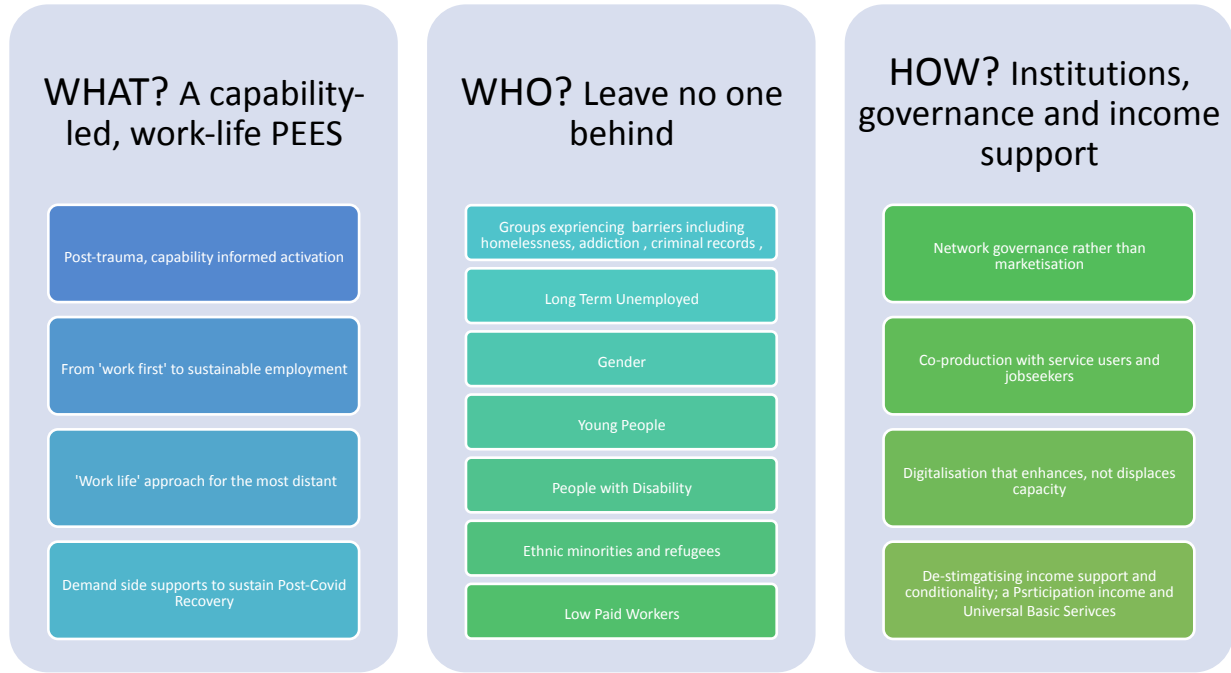 WHAT? A capability-
led, work-life PEES
Post-trauma, capability informed activation
From 'work first' to sustainable employment
'Work life' approach for the most distant
Demand side supports to sustain Post-Covid
Recovery
WHO? Leave no one
behind
Groups expriencing  barriers including
homelessness, addiction , criminal records ,
Long Term Unemployed
Gender
Young People
People with Disability
Ethnic minorities and refugees
Low Paid Workers
HOW? Institutions,
governance and income
support
Network governance rather than
marketisation
Co-production with service users and
jobseekers
Digitalisation that enhances, not displaces
capacity
De-stimgatising income support and
conditionality; a Psrticipation income and
Universal Basic Serivces